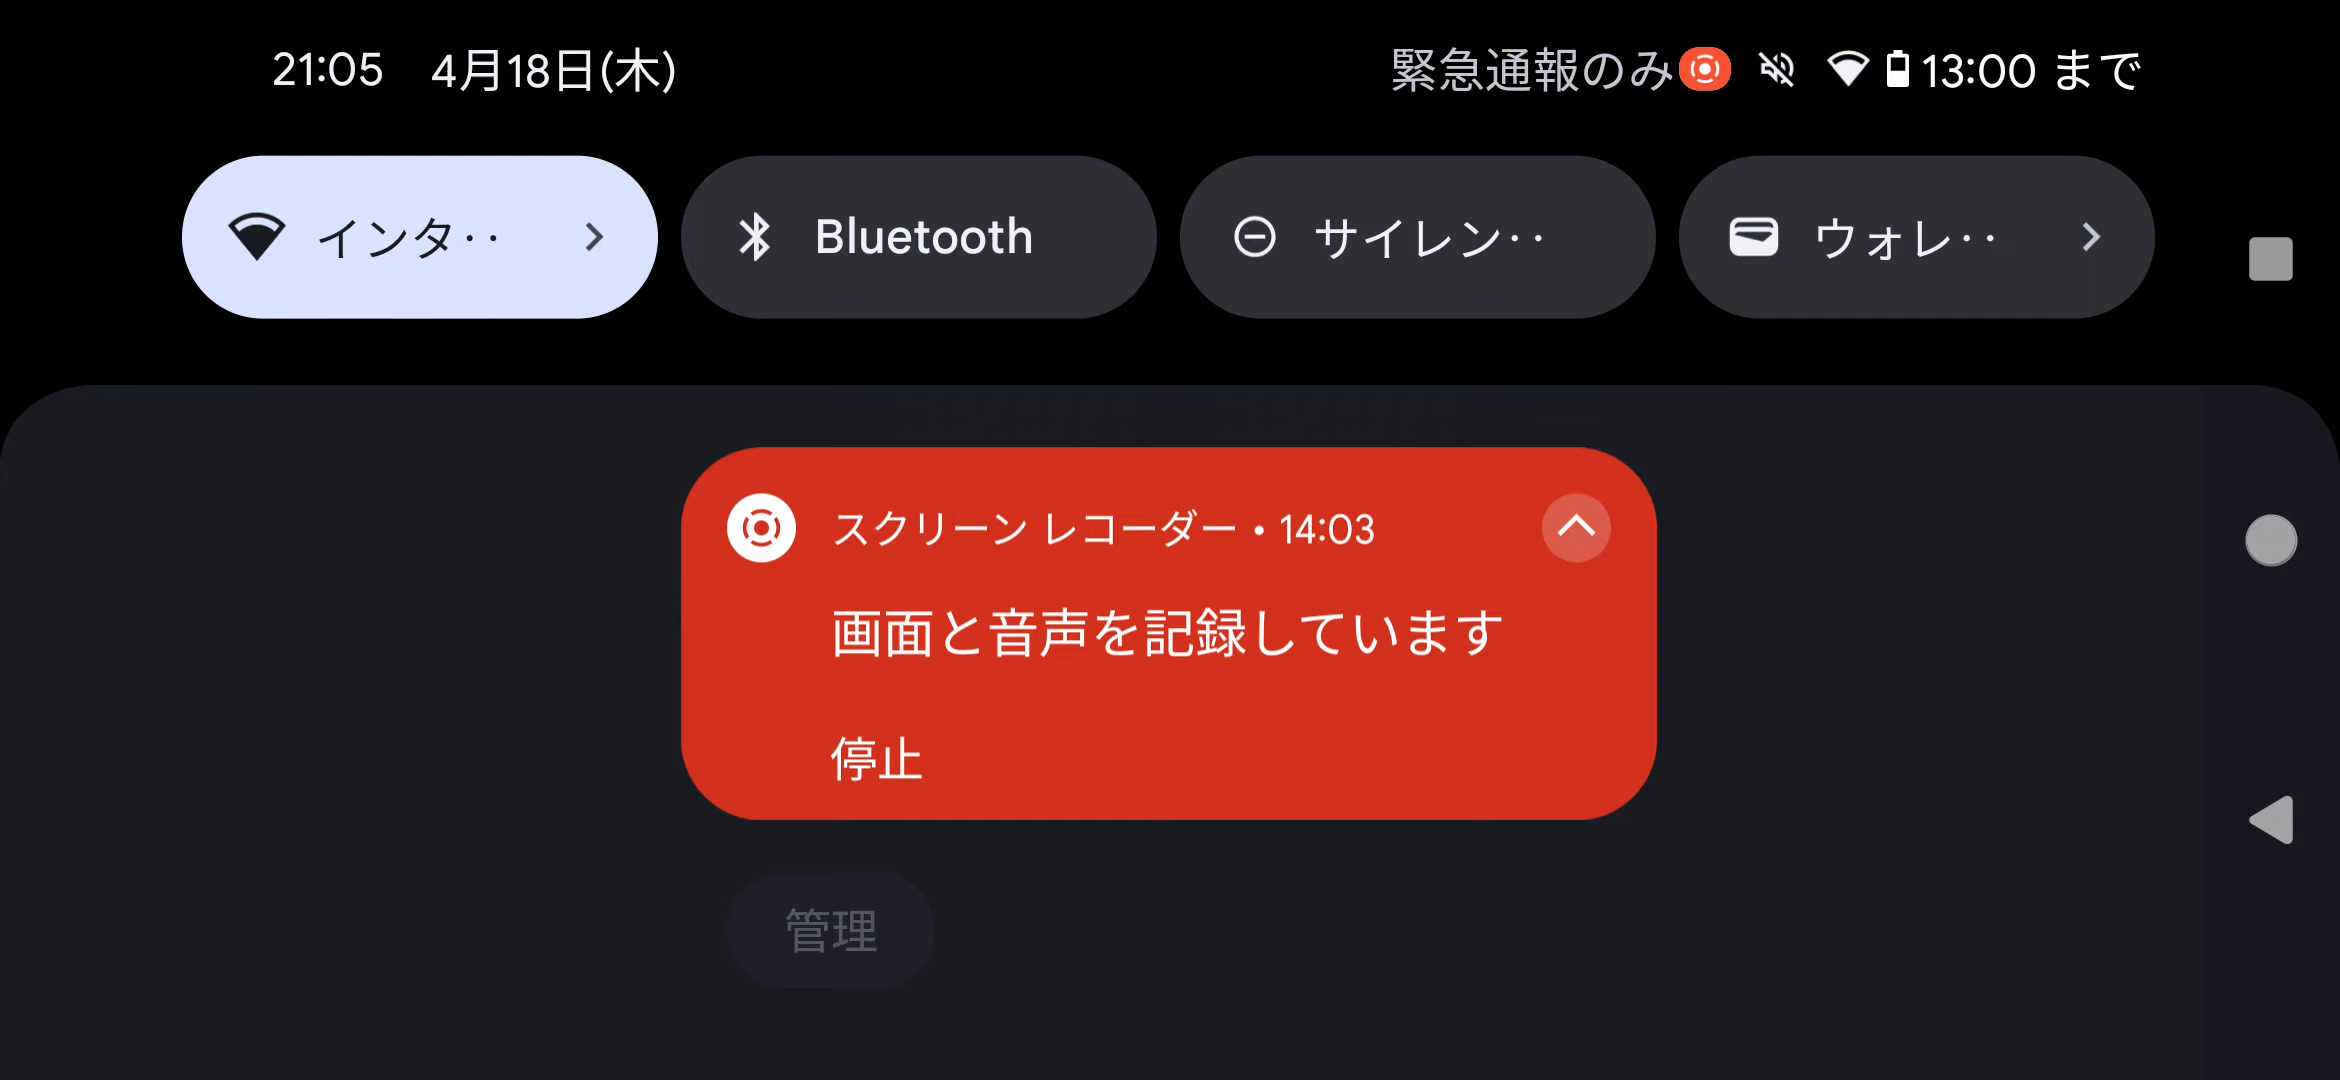 21:05 4月18日(木) 緊急通報のみ 13:00 まで
インタ‥ Bluetooth サイレン‥ ウォレ‥
スクリーン レコーダー • 14:03
画面と音声を記録しています
停止
管理